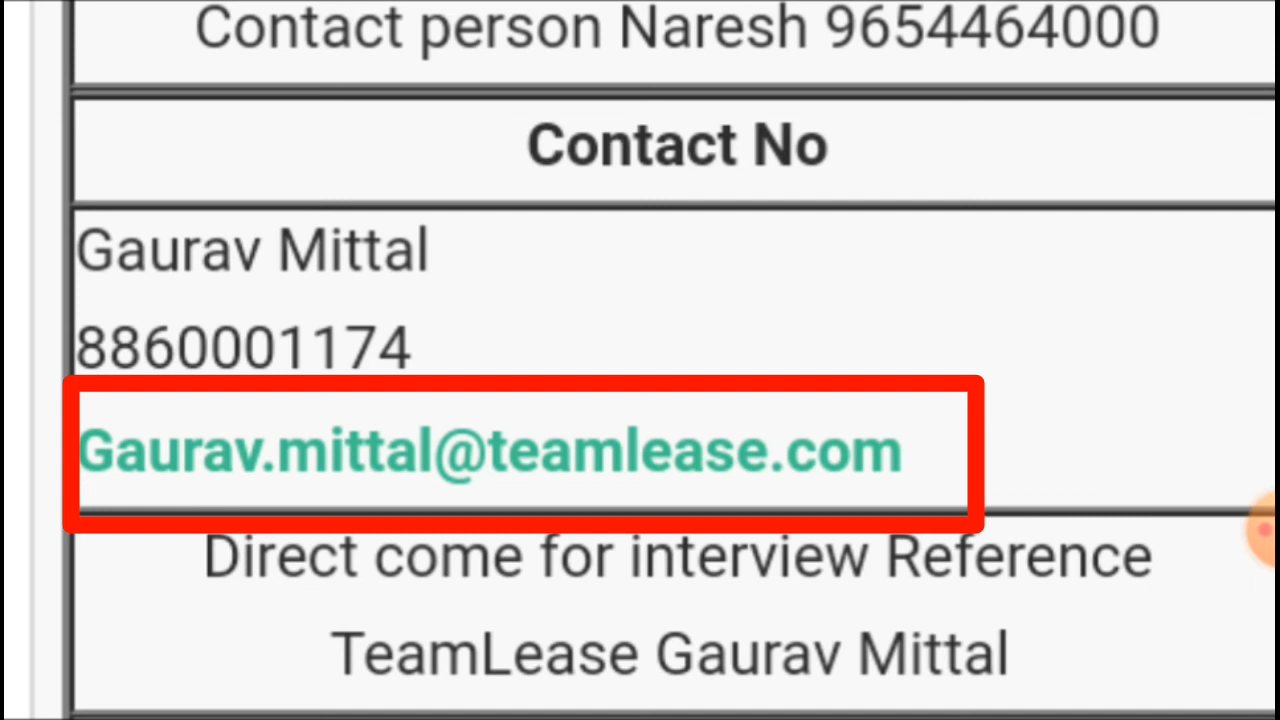 Contact person Naresh 9654464000
Contact No
Gaurav Mittal
8860001174
Gaurav.mittal@teamlease.com
Direct come for interview Reference
TeamLease Gaurav Mittal